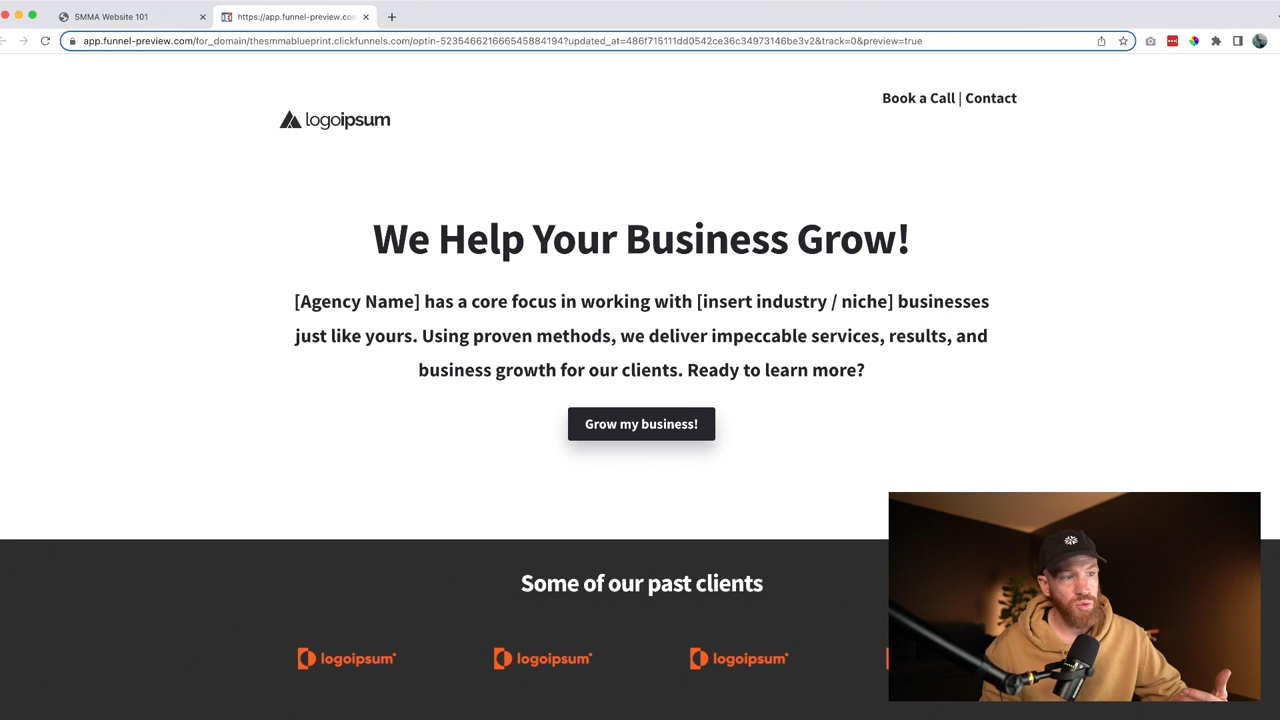 SMMA Website 101
https://app.funnel-preview.con
app.funnel-preview.com/for_domain/thesmmablueprint.clickfunnels.com/optin-523546621666545884194?updated_at=486f715111dd0542ce36c34973146be3v2&track=0&preview=true
Book a Call | Contact
logoipsum
We Help Your Business Grow!
[Agency Name] has a core focus in working with [insert industry / niche] businesses
just like yours. Using proven methods, we deliver impeccable services, results, and
business growth for our clients. Ready to learn more?
Grow my business!
Some of our past clients
logoipsum logoipsum logoipsum